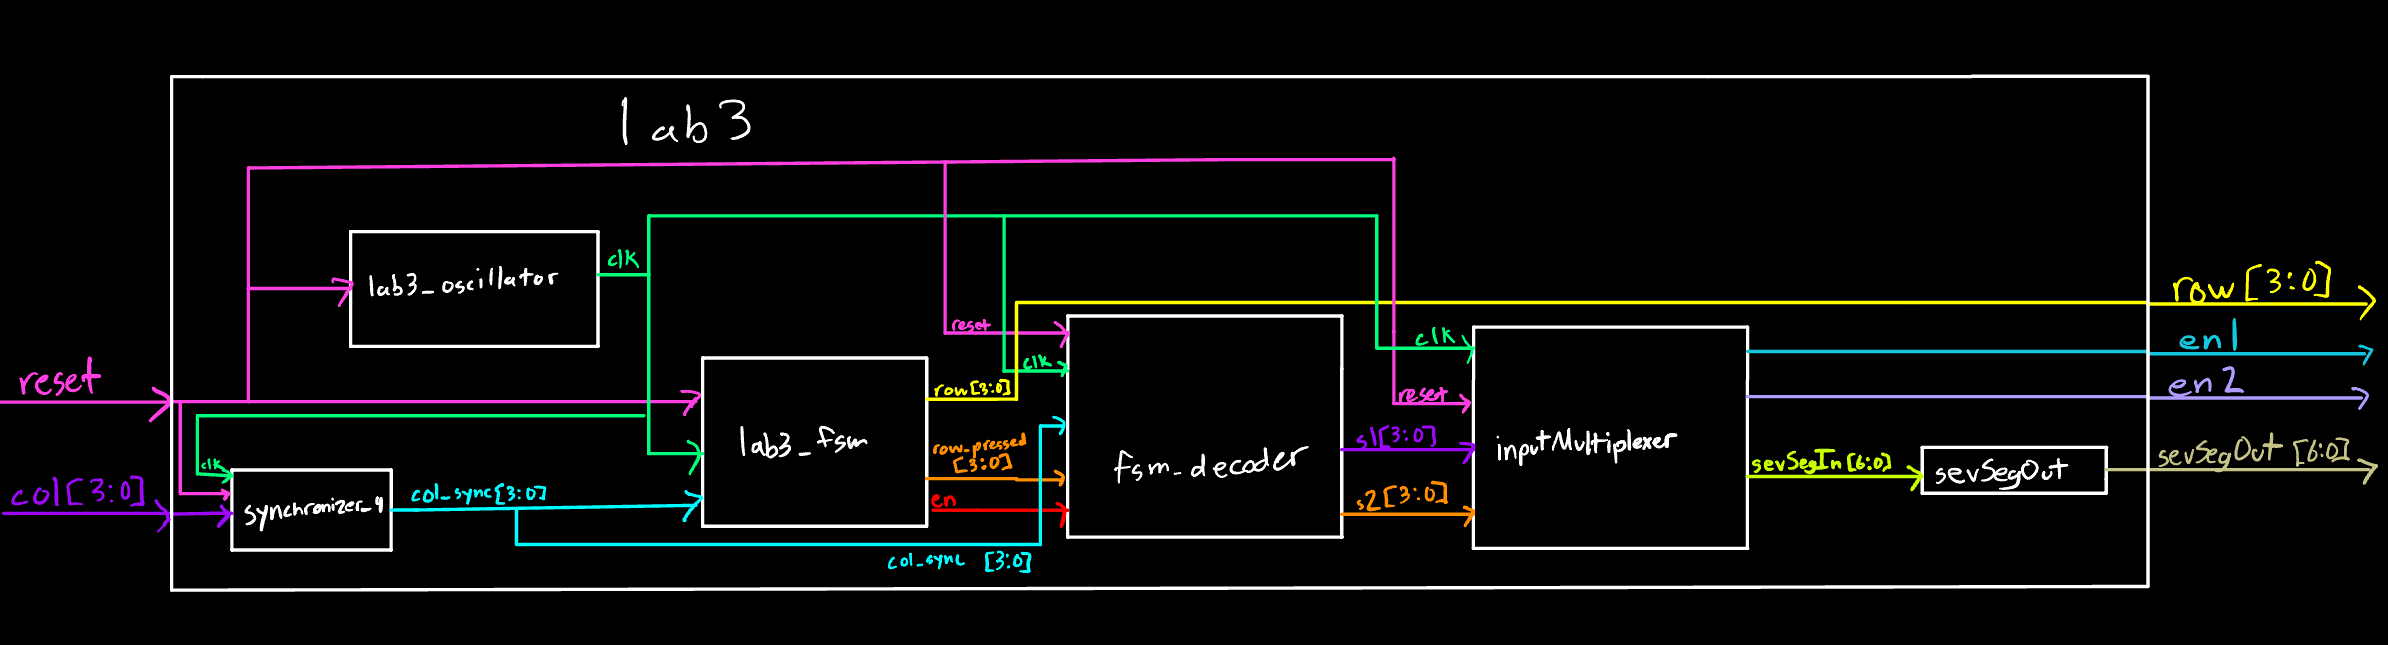 lab3
lab3_oscillator
clk
reset
col[3:0]
clk
synchronizer_4
col_sync[3:0]
lab3_fsm
row[3:0]
row_pressed
[3:0]
en
col_sync [3:0]
reset
clk
fsm_decoder
s1[3:0]
s2[3:0]
clk
reset
inputMultiplexer
sevSegIn[6:0]
sevSegOut
row[3:0]
en1
en2
sevSegOut [6:0]